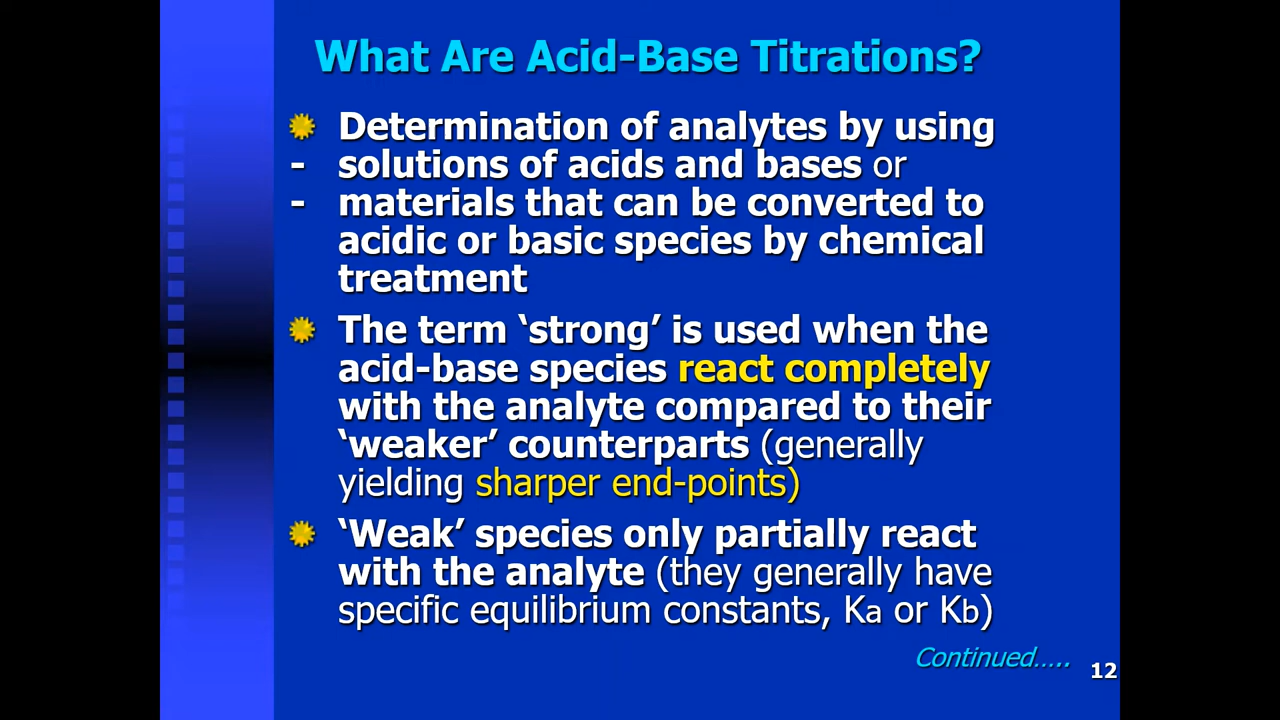 What Are Acid-Base Titrations?
Determination of analytes by using
- solutions of acids and bases or
- materials that can be converted to
acidic or basic species by chemical
treatment
The term ‘strong’ is used when the
acid-base species react completely
with the analyte compared to their
‘weaker’ counterparts (generally
yielding sharper end-points)
‘Weak’ species only partially react
with the analyte (they generally have
specific equilibrium constants, Ka or Kb)
Continued…..
12